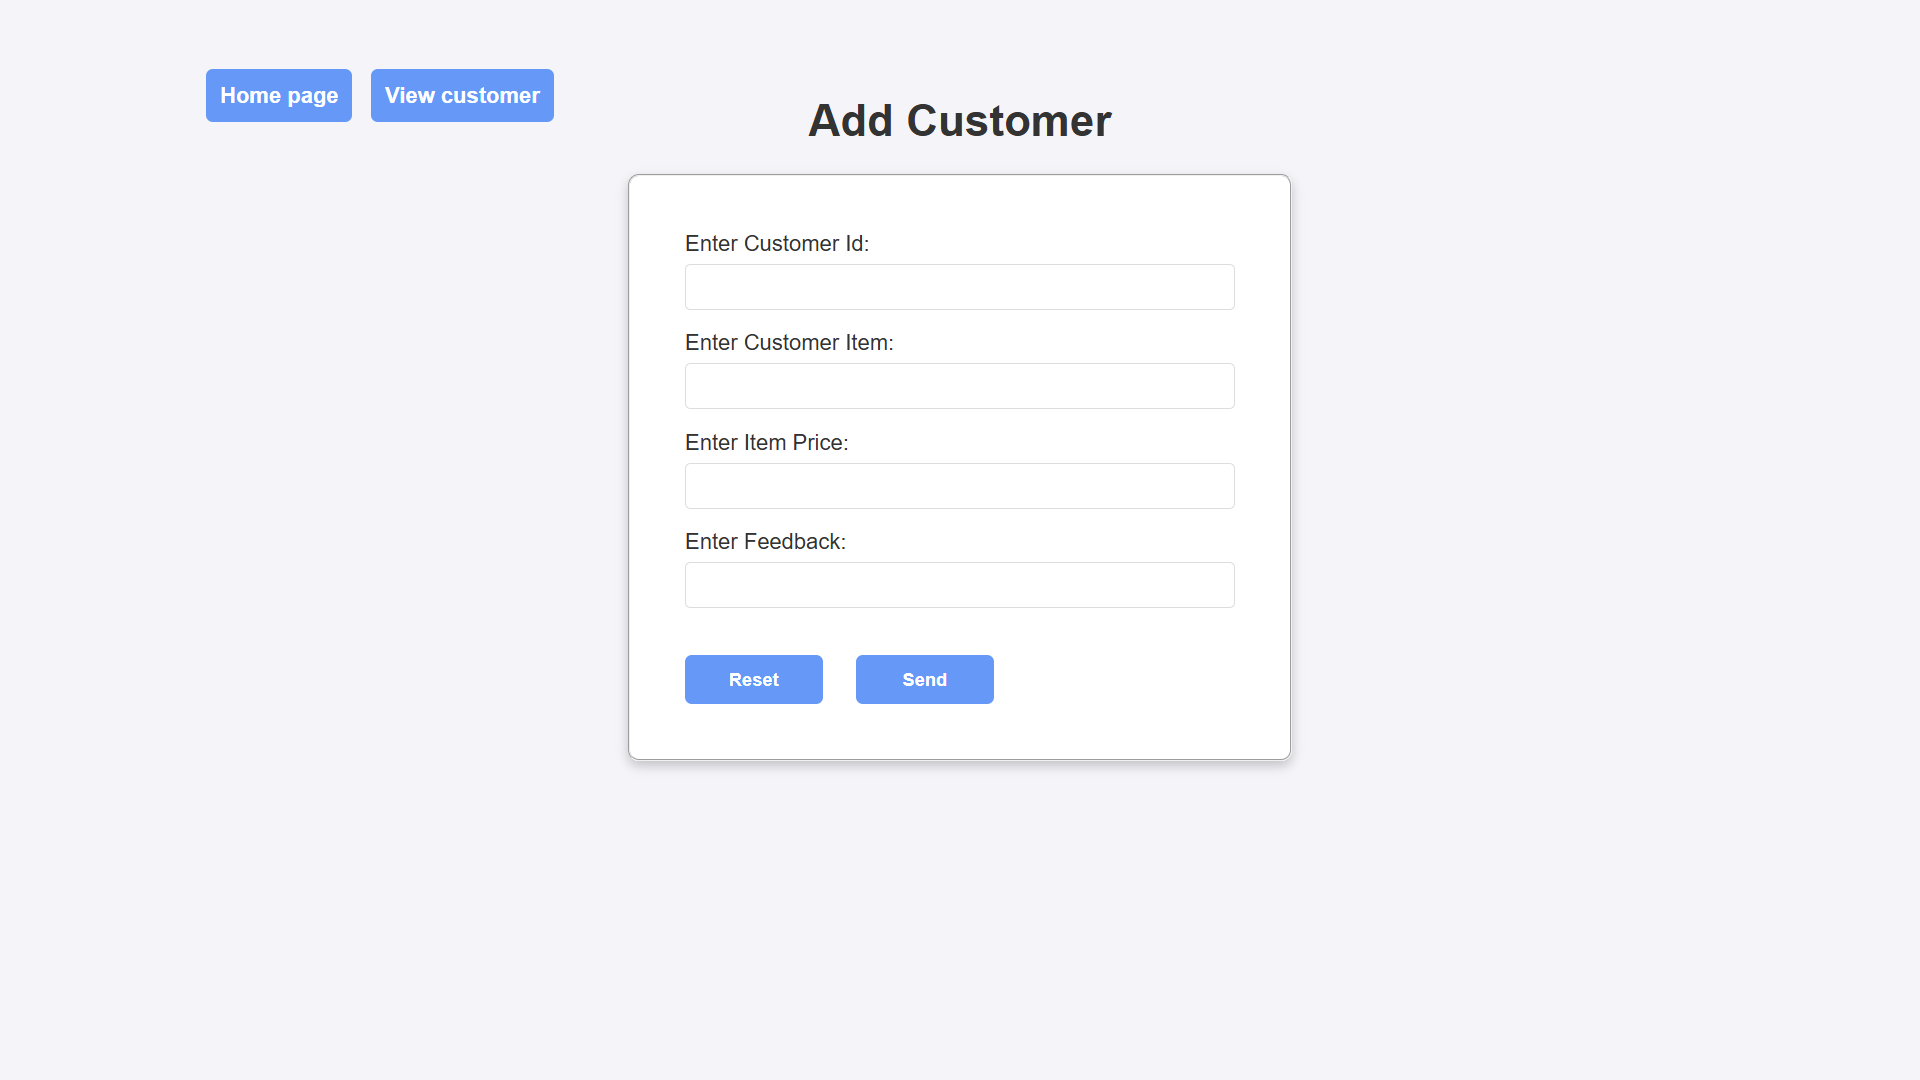 Home page
View customer
Add Customer
Enter Customer Id:
Enter Customer Item:
Enter Item Price:
Enter Feedback:
Reset
Send